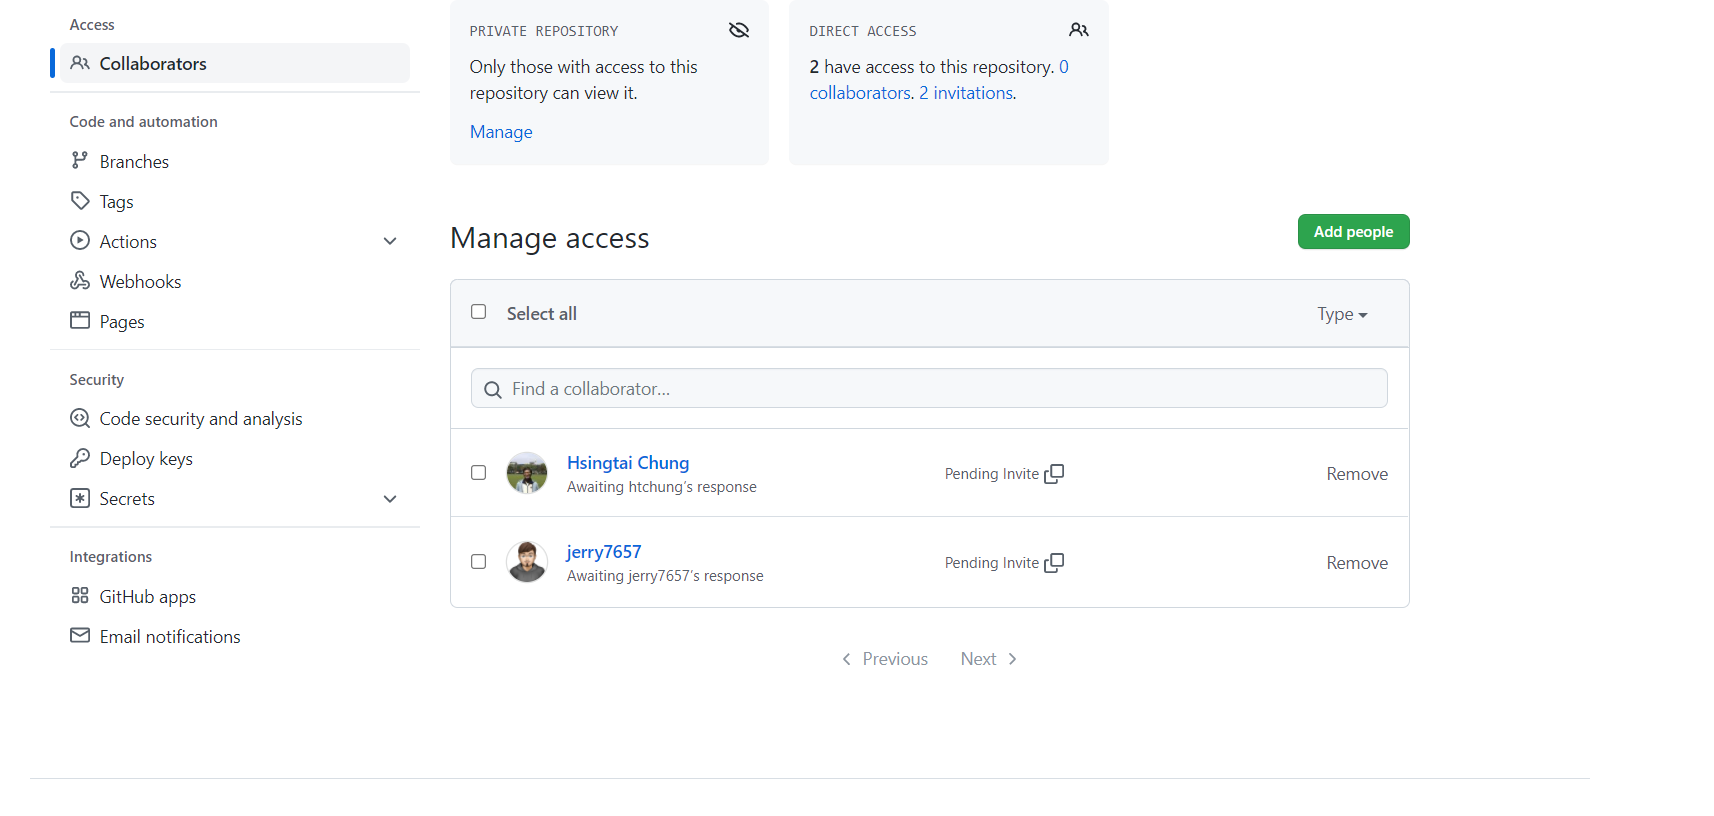 Access
Collaborators
Code and automation
Branches
Tags
Actions
Webhooks
Pages
Security
Code security and analysis
Deploy keys
Secrets
Integrations
GitHub apps
Email notifications
PRIVATE REPOSITORY
Only those with access to this
repository can view it.
Manage
DIRECT ACCESS
2 have access to this repository. 0
collaborators. 2 invitations.
Manage access
Add people
Select all
Type
Find a collaborator...
Hsingtai Chung
Awaiting htchung's response
Pending Invite
Remove
jerry7657
Awaiting jerry7657's response
Pending Invite
Remove
Previous
Next